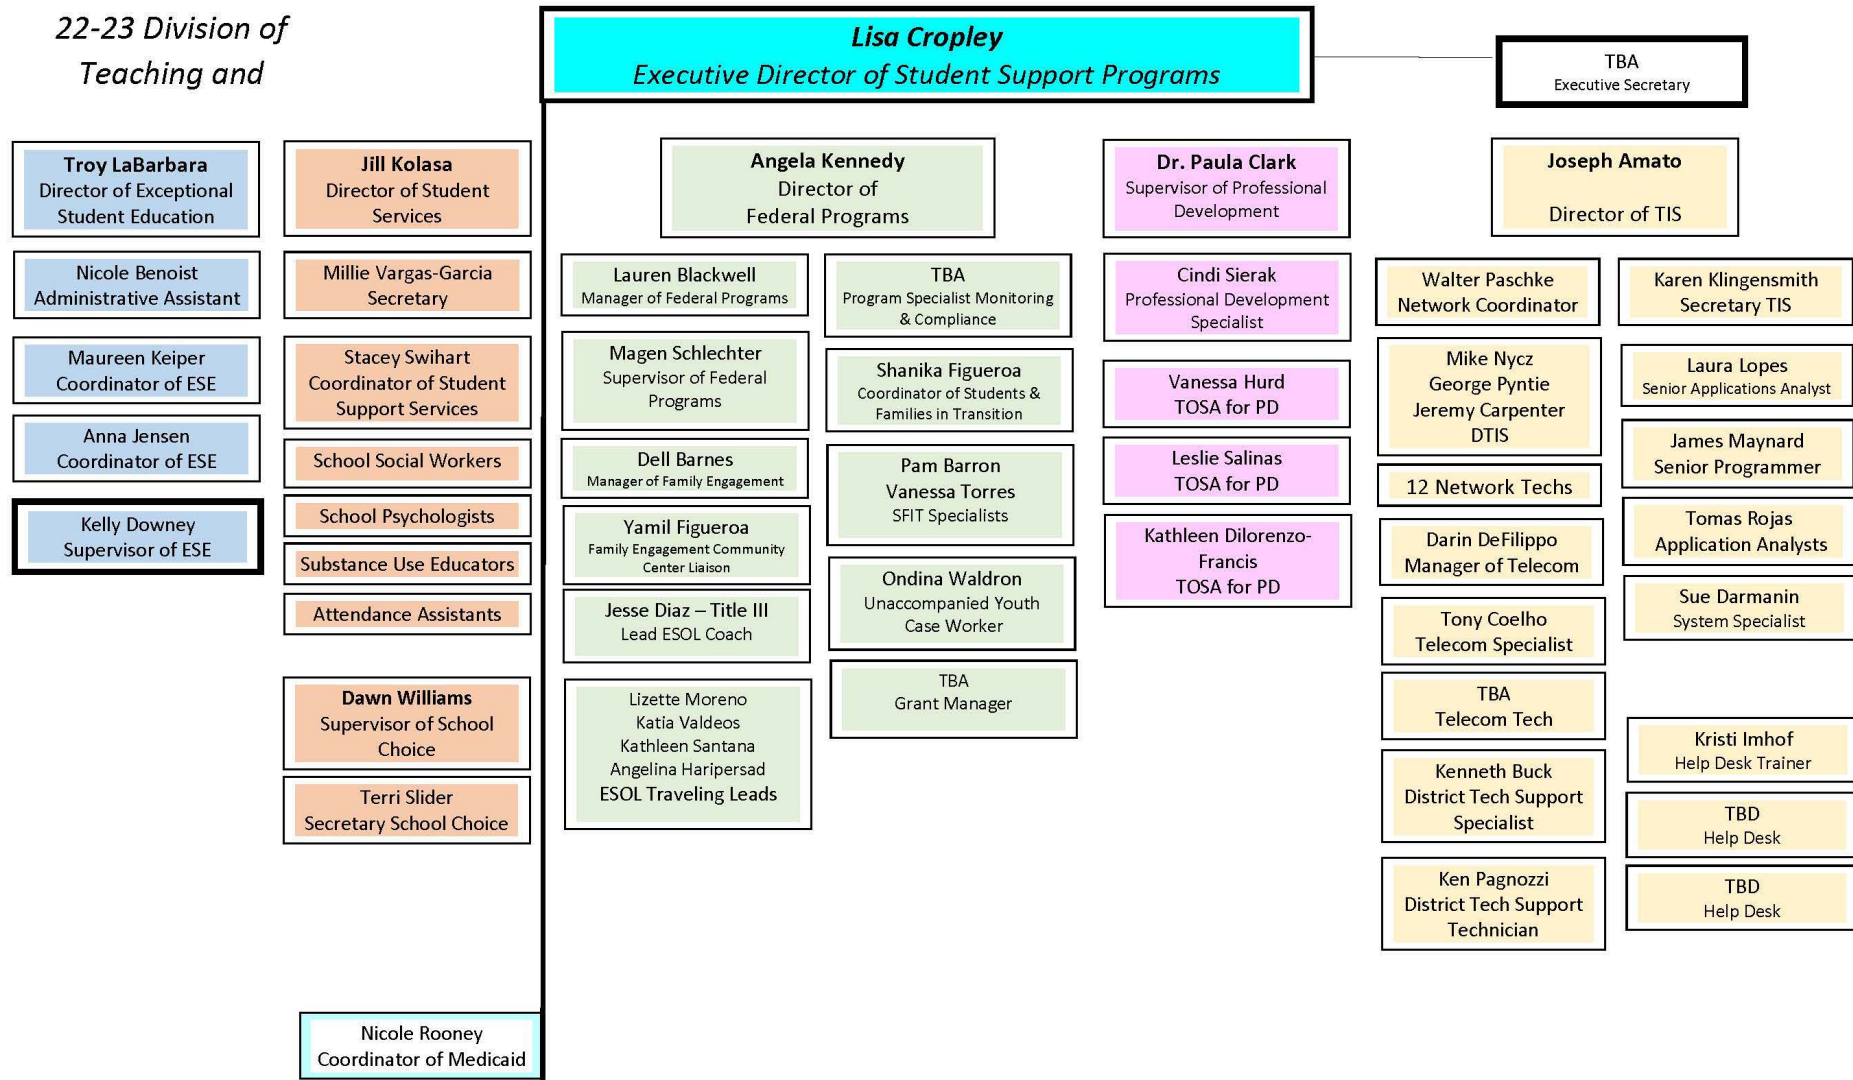 22-23 Division of
Teaching and
Lisa Cropley
Executive Director of Student Support Programs
TBA
Executive Secretary
Troy LaBarbara
Director of Exceptional
Student Education
Nicole Benoist
Administrative Assistant
Maureen Keiper
Coordinator of ESE
Anna Jensen
Coordinator of ESE
Kelly Downey
Supervisor of ESE
Jill Kolasa
Director of Student
Services
Millie Vargas-Garcia
Secretary
Stacey Swihart
Coordinator of Student
Support Services
School Social Workers
School Psychologists
Substance Use Educators
Attendance Assistants
Dawn Williams
Supervisor of School
Choice
Terri Slider
Secretary School Choice
Nicole Rooney
Coordinator of Medicaid
Angela Kennedy
Director of
Federal Programs
Lauren Blackwell
Manager of Federal Programs
Magen Schlechter
Supervisor of Federal
Programs
Dell Barnes
Manager of Family Engagement
Yamil Figueroa
Family Engagement Community
Center Liaison
Jesse Diaz – Title III
Lead ESOL Coach
Lizette Moreno
Katia Valdeos
Kathleen Santana
Angelina Haripersad
ESOL Traveling Leads
TBA
Program Specialist Monitoring
& Compliance
Shanika Figueroa
Coordinator of Students &
Families in Transition
Pam Barron
Vanessa Torres
SFIT Specialists
Ondina Waldron
Unaccompanied Youth
Case Worker
TBA
Grant Manager
Dr. Paula Clark
Supervisor of Professional
Development
Cindi Sierak
Professional Development
Specialist
Vanessa Hurd
TOSA for PD
Leslie Salinas
TOSA for PD
Kathleen Dilorenzo-
Francis
TOSA for PD
Joseph Amato
Director of TIS
Walter Paschke
Network Coordinator
Mike Nycz
George Pyntie
Jeremy Carpenter
DTIS
12 Network Techs
Darin DeFilippo
Manager of Telecom
Tony Coelho
Telecom Specialist
TBA
Telecom Tech
Kenneth Buck
District Tech Support
Specialist
Ken Pagnozzi
District Tech Support
Technician
Karen Klingensmith
Secretary TIS
Laura Lopes
Senior Applications Analyst
James Maynard
Senior Programmer
Tomas Rojas
Application Analysts
Sue Darmanin
System Specialist
Kristi Imhof
Help Desk Trainer
TBD
Help Desk
TBD
Help Desk